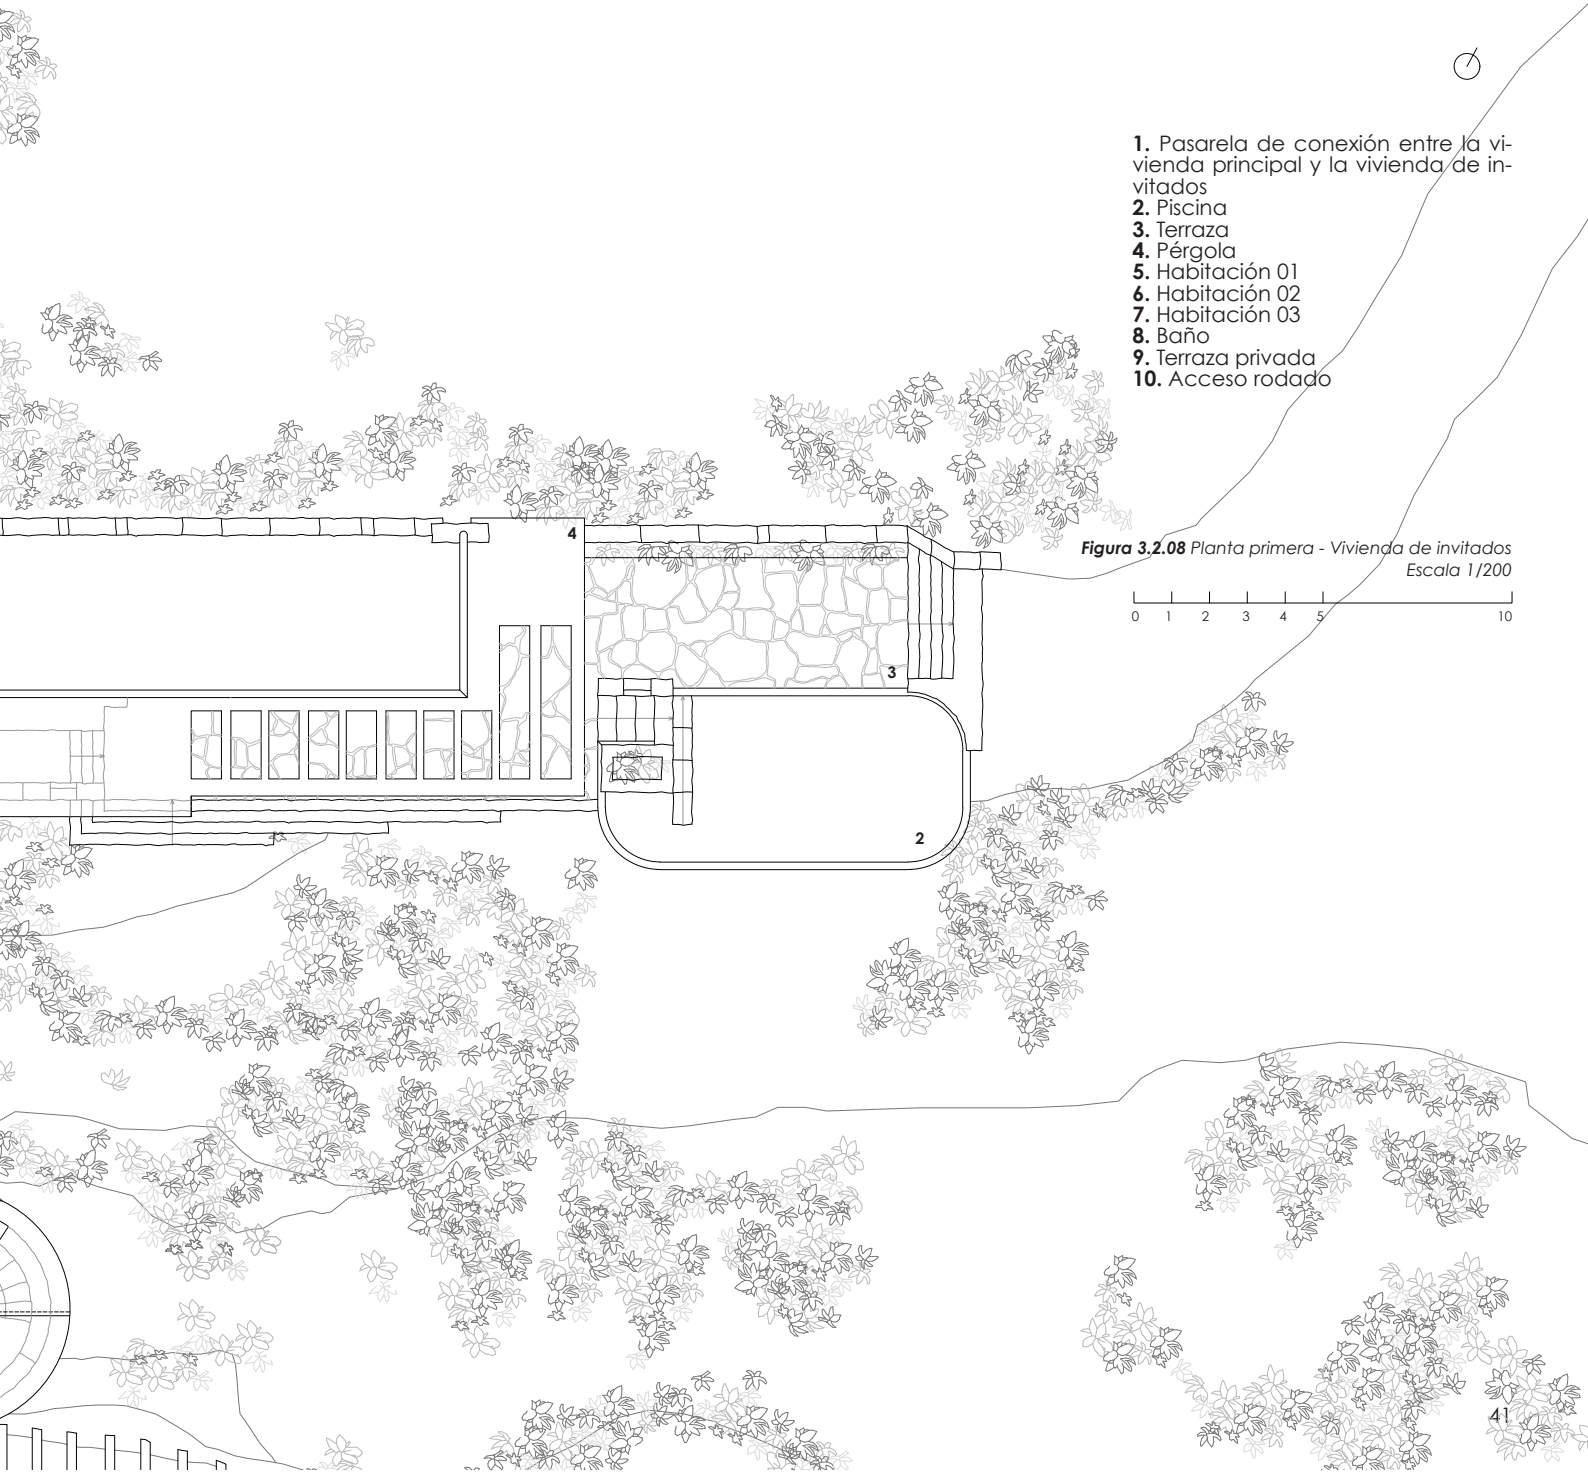 1. Pasarela de conexión entre la vi-
vienda principal y la vivienda de in-
vitados
2. Piscina
3. Terraza
4. Pérgola
5. Habitación 01
6. Habitación 02
7. Habitación 03
8. Baño
9. Terraza privada
10. Acceso rodado
4
Figura 3.2.08 Planta primera - Vivienda de invitados
Escala 1/200
0 1 2 3 4 5 10
3
2
41